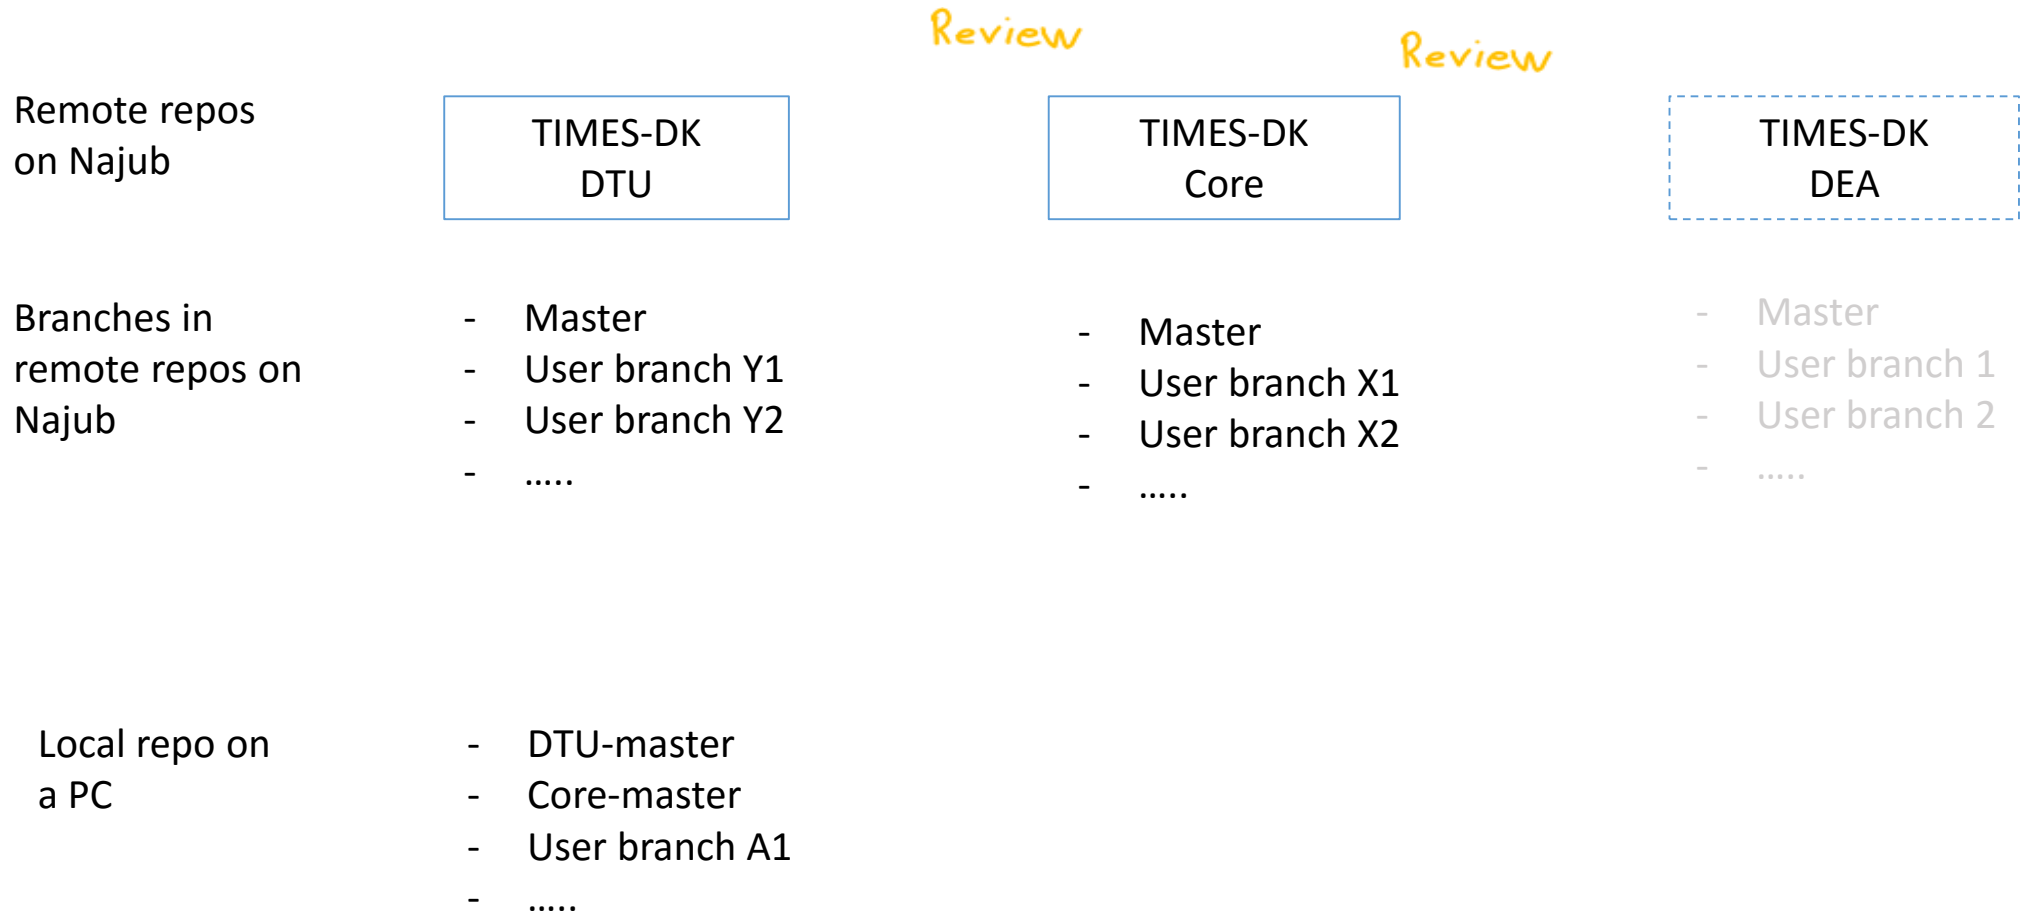 Review
Review
Remote repos
on Najub
TIMES-DK
DTU
TIMES-DK
Core
TIMES-DK
DEA
Branches in
remote repos on
Najub
- Master
- User branch Y1
- User branch Y2
- .....
- Master
- User branch X1
- User branch X2
- .....
- Master
- User branch 1
- User branch 2
- .....
Local repo on
a PC
- DTU-master
- Core-master
- User branch A1
- .....